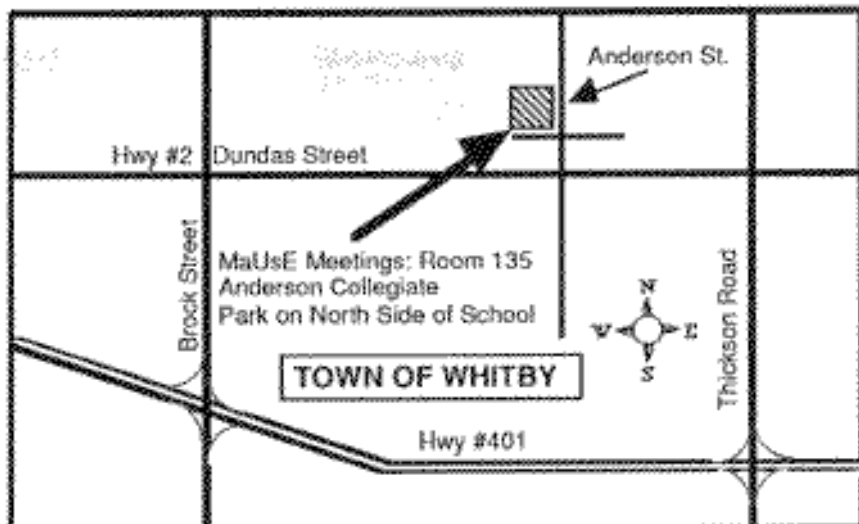 Anderson St.
Hwy #2 Dundas Street
Brock Street
MaUsE Meetings: Room 135
Anderson Collegiate
Park on North Side of School
N
W E
S
Thickson Road
TOWN OF WHITBY
Hwy #401